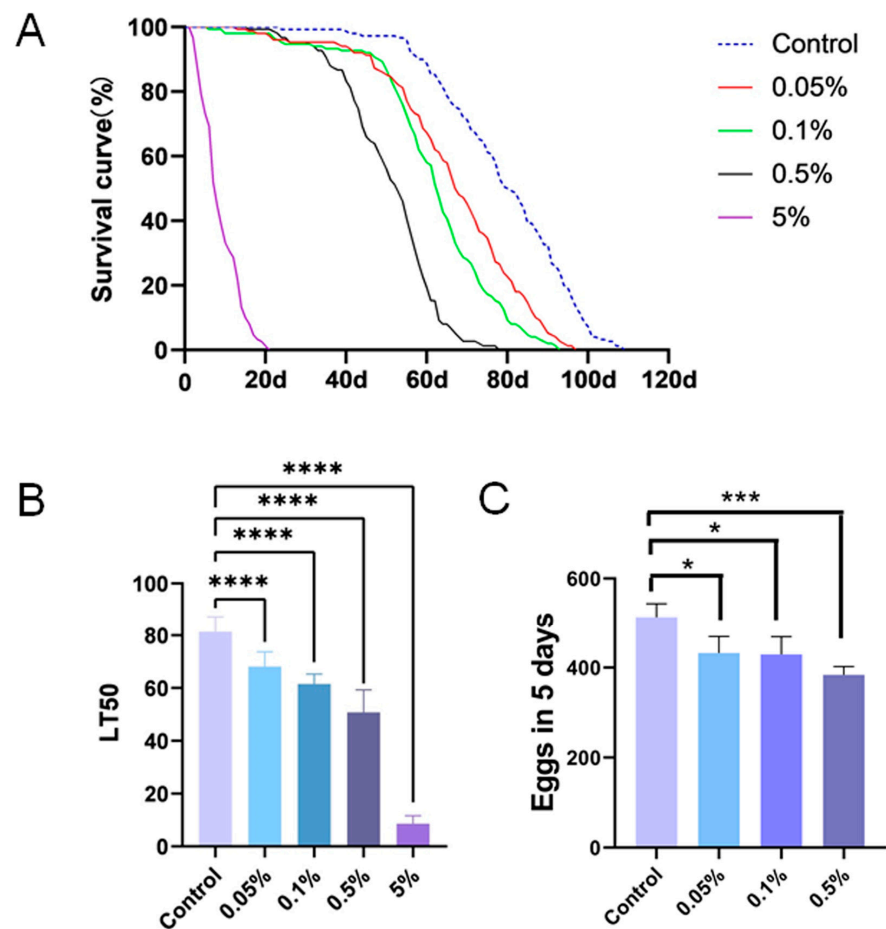 A
Survival curve(%)
100
80
60
40
20
0
0 20d 40d 60d 80d 100d 120d
Control
0.05%
0.1%
0.5%
5%
B
****
****
****
****
LT50
100
80
60
40
20
0
Control 0.05% 0.1% 0.5% 5%
C
***
*
*
Eggs in 5 days
600
400
200
0
Control 0.05% 0.1% 0.5%